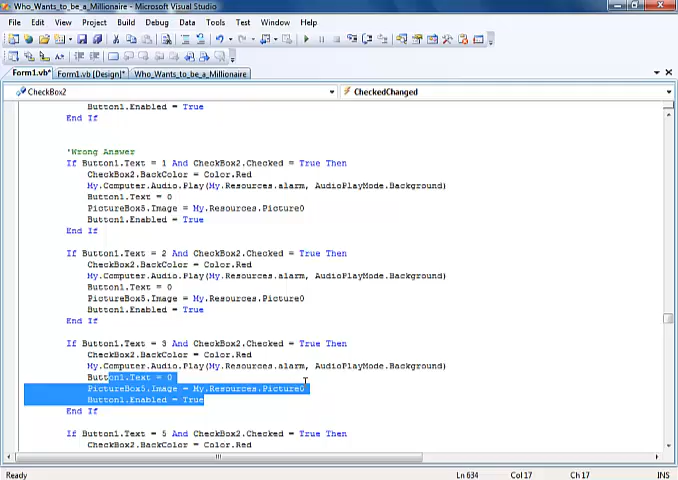 Who_Wants_to_be_a_Millionaire - Microsoft Visual Studio
File Edit View Project Build Debug Data Tools Test Window Help
Form1.vb* Form1.vb [Design]* Who_Wants_to_be_a_Millionaire
CheckBox2 CheckedChanged
Button1.Enabled = True
End If
'Wrong Answer
If Button1.Text = 1 And CheckBox2.Checked = True Then
CheckBox2.BackColor = Color.Red
My.Computer.Audio.Play(My.Resources.alarm, AudioPlayMode.Background)
Button1.Text = 0
PictureBox5.Image = My.Resources.Picture0
Button1.Enabled = True
End If
If Button1.Text = 2 And CheckBox2.Checked = True Then
CheckBox2.BackColor = Color.Red
My.Computer.Audio.Play(My.Resources.alarm, AudioPlayMode.Background)
Button1.Text = 0
PictureBox5.Image = My.Resources.Picture0
Button1.Enabled = True
End If
If Button1.Text = 3 And CheckBox2.Checked = True Then
CheckBox2.BackColor = Color.Red
My.Computer.Audio.Play(My.Resources.alarm, AudioPlayMode.Background)
Button1.Text = 0
PictureBox5.Image = My.Resources.Picture0
Button1.Enabled = True
End If
If Button1.Text = 5 And CheckBox2.Checked = True Then
CheckBox2.BackColor = Color.Red
Ready Ln 634 Col 17 Ch 17 INS